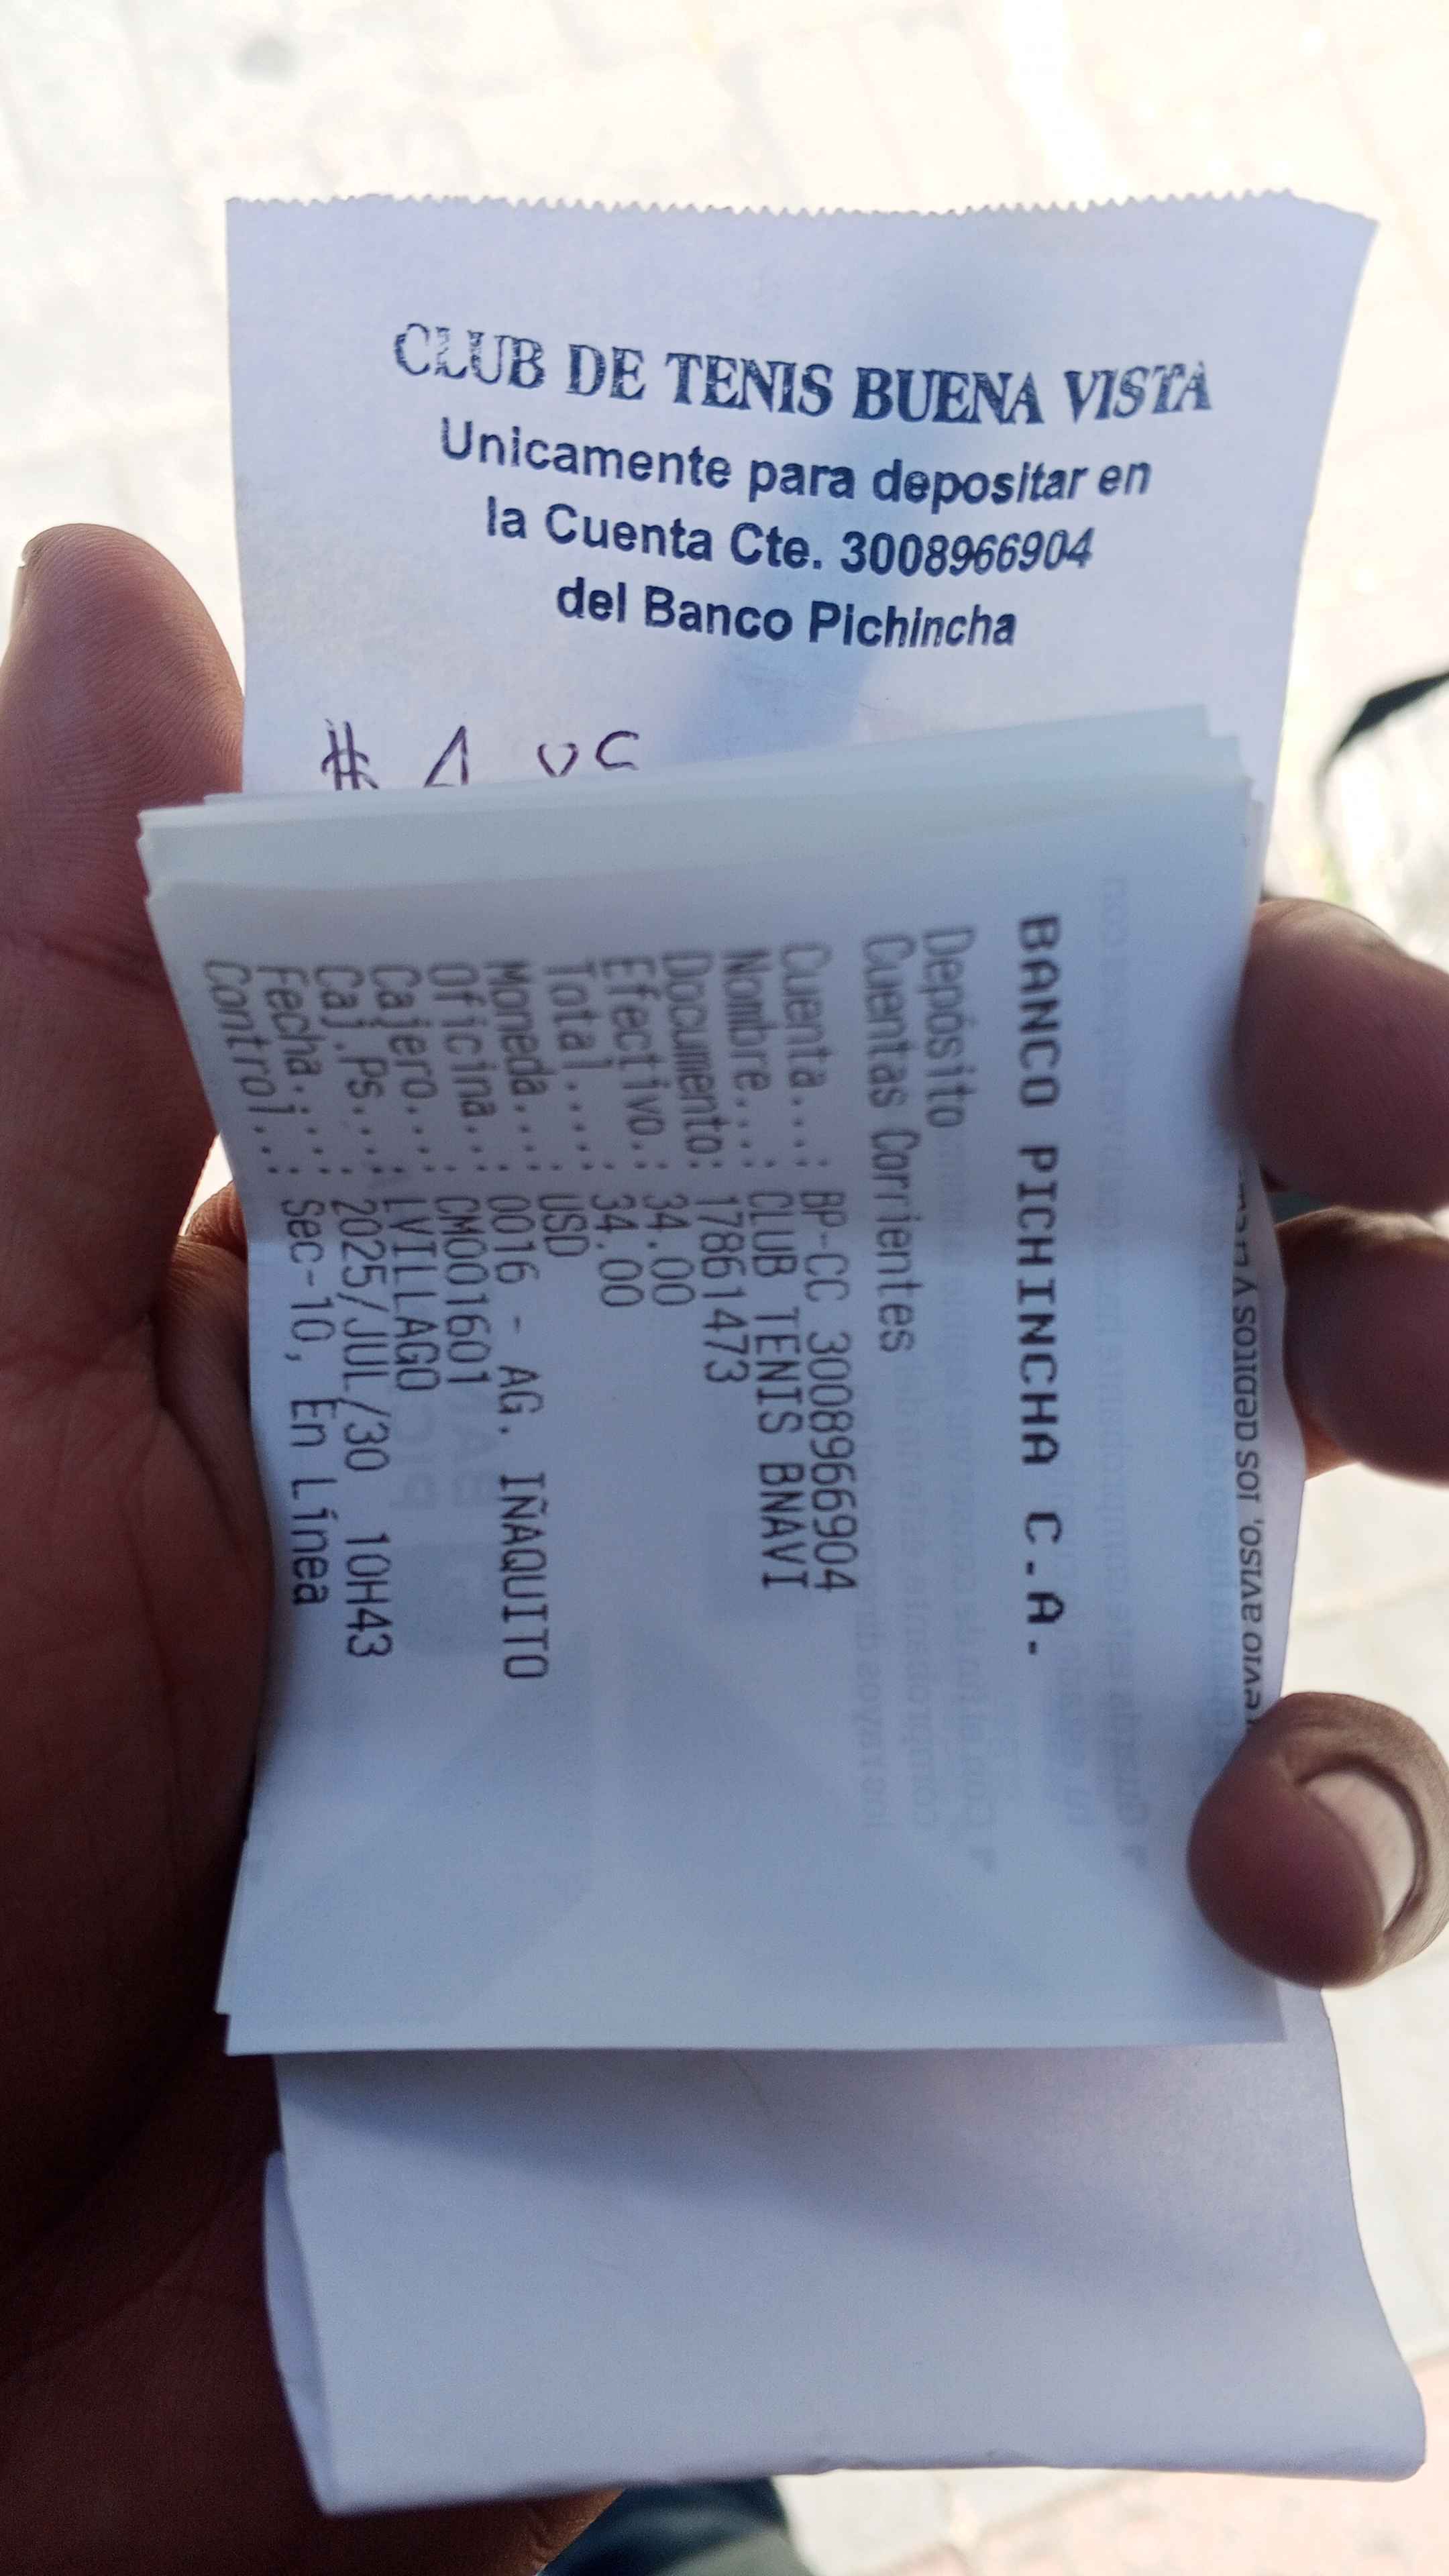 CLUB DE TENIS BUENA VISTA
Unicamente para depositar en
la Cuenta Cte. 3008966904
del Banco Pichincha
BANCO PICHINCHA C.A.
Depósito
Cuentas Corrientes
Cuenta...: BP-CC 3008966904
Nombre...: CLUB TENIS BNAVI
Documento: 17861473
Efectivo.: 34.00
Total....: 34.00
Moneda...: USD
Oficina..: 0016 - AG. IÑAQUITO
Cajero...: CM001601
Caj.Ps...: LVILLAGO
Fecha....: 2025/JUL/30 10H43
Control..: Sec-10, En Línea
aviso, los débitos y